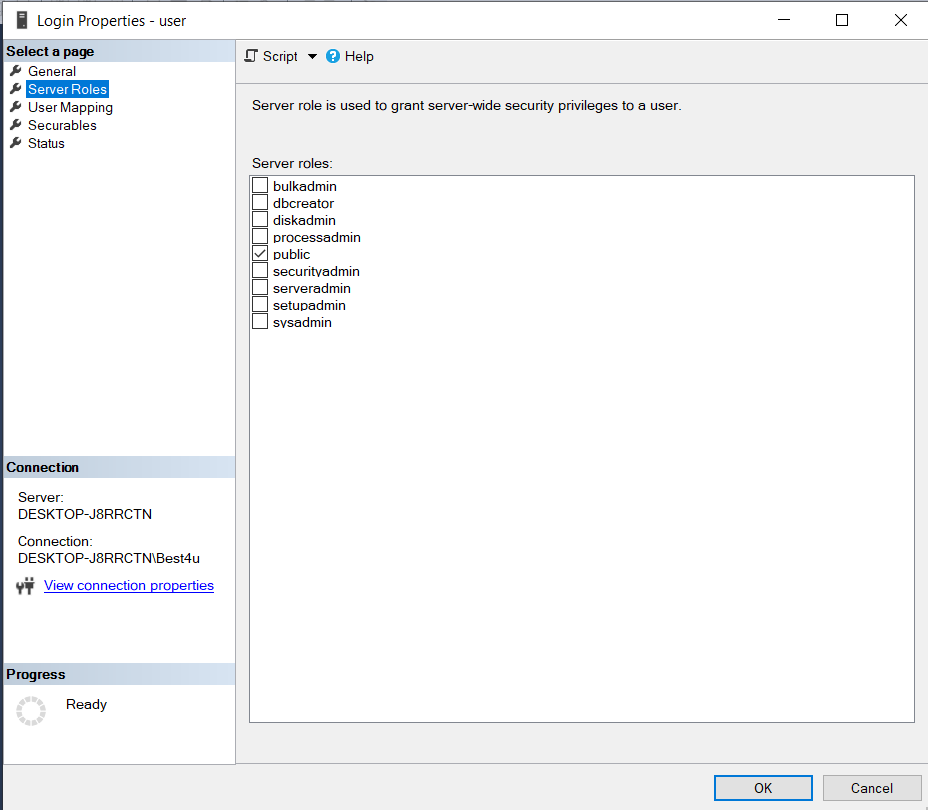 Login Properties - user
Select a page
General
Server Roles
User Mapping
Securables
Status
Script
Help
Server role is used to grant server-wide security privileges to a user.
Server roles:
bulkadmin
dbcreator
diskadmin
processadmin
public
securityadmin
serveradmin
setupadmin
sysadmin
Connection
Server:
DESKTOP-J8RRCTN
Connection:
DESKTOP-J8RRCTN\Best4u
View connection properties
Progress
Ready
OK
Cancel